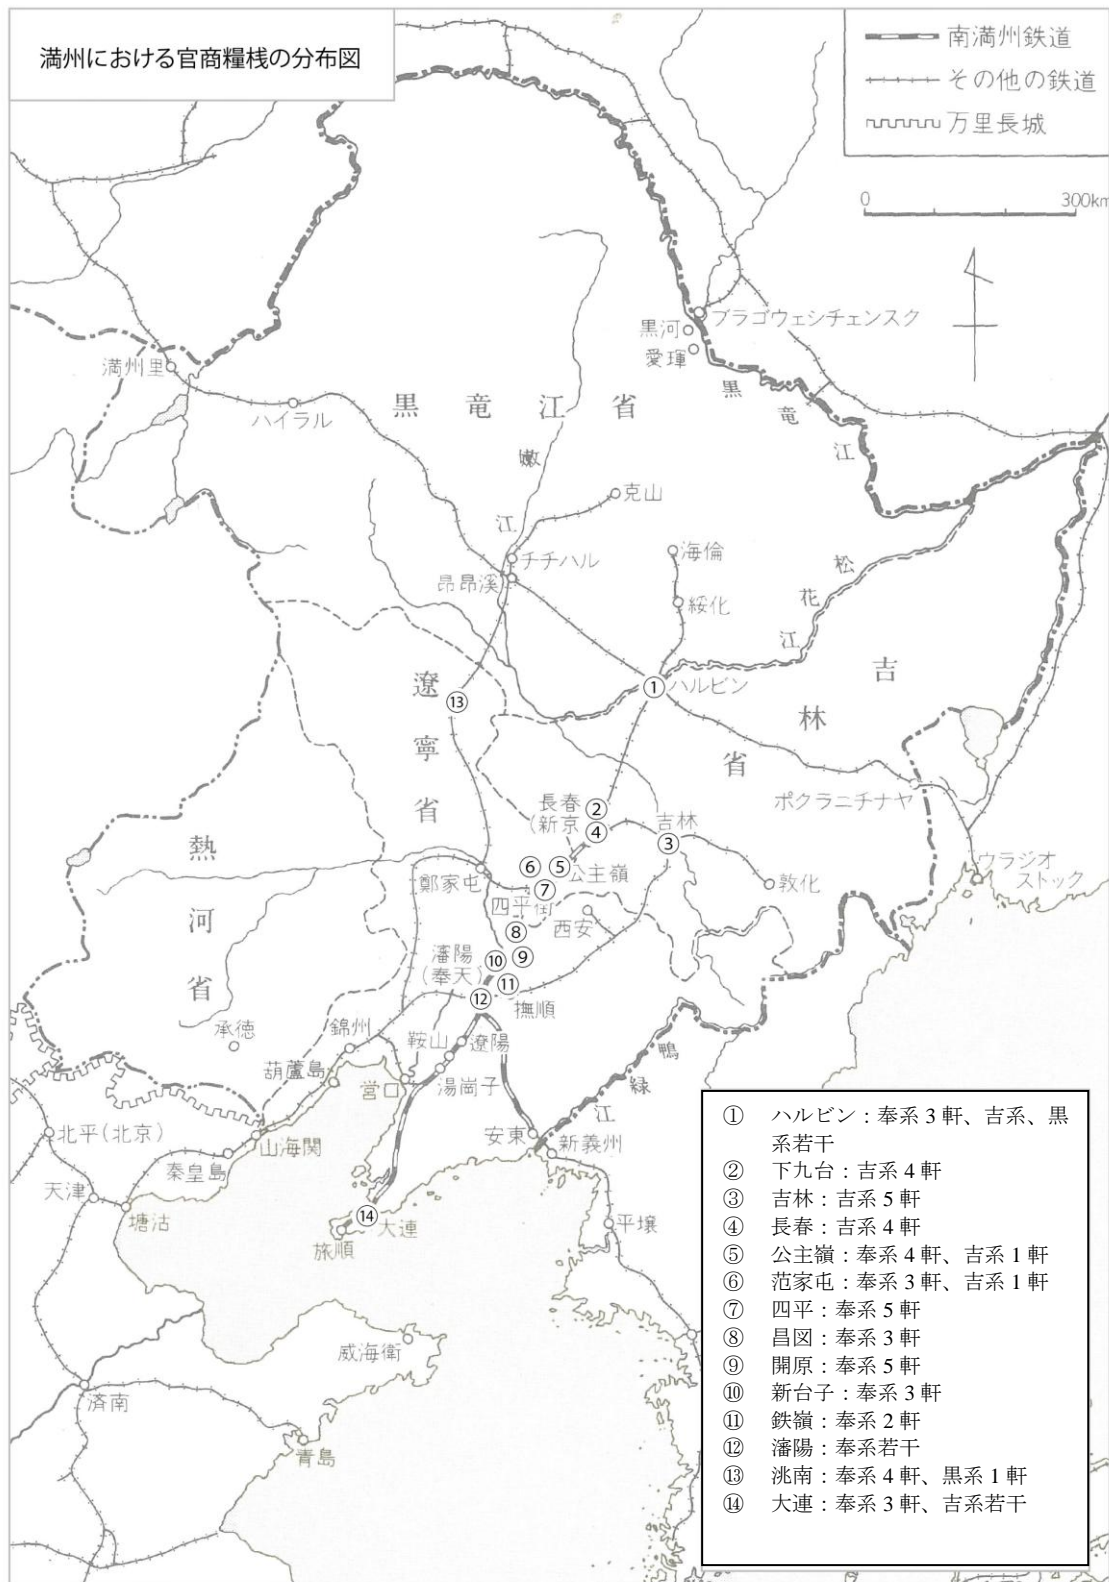 満州における官商糧桟の分布図
南満州鉄道
その他の鉄道
万里長城
0
300km
ブラゴウェシチェンスク
黒河
愛琿
満州里
ハイラル
黒竜江省
黒竜江
嫩江
克山
チチハル
昂昂溪
海倫
綏化
松花江
① ハルビン
吉林省
遼寧省
⑬
ポクラニチナヤ
長春
(新京
②
④
吉林
③
⑥
⑤
公主嶺
⑦
鄭家屯
四平街
敦化
ウラジオ
ストック
熱河省
⑧
西安
⑨
⑩
瀋陽
(奉天)
⑪
⑫
撫順
承徳
錦州
鞍山
遼陽
葫蘆島
営口
湯崗子
鴨緑江
北平(北京)
山海関
安東
新義州
秦皇島
天津
塘沽
⑭
大連
旅順
平壌
威海衛
済南
青島
① ハルビン:奉系3軒、吉系、黒
系若干
② 下九台:吉系4軒
③ 吉林:吉系5軒
④ 長春:吉系4軒
⑤ 公主嶺:奉系4軒、吉系1軒
⑥ 范家屯:奉系3軒、吉系1軒
⑦ 四平:奉系5軒
⑧ 昌図:奉系3軒
⑨ 開原:奉系5軒
⑩ 新台子:奉系3軒
⑪ 鉄嶺:奉系2軒
⑫ 瀋陽:奉系若干
⑬ 洮南:奉系4軒、黒系1軒
⑭ 大連:奉系3軒、吉系若干